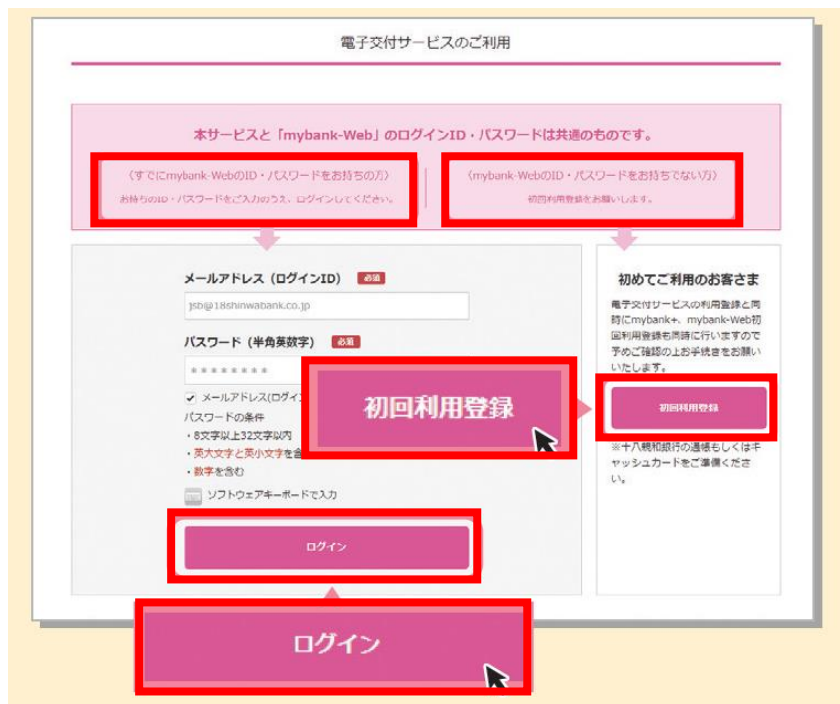 電子交付サービスのご利用
本サービスと「mybank-Web」のログインID・パスワードは共通のものです。
〈すでにmybank-WebのID・パスワードをお持ちの方〉
お持ちのID・パスワードをご入力のうえ、ログインしてください。
〈mybank-WebのID・パスワードをお持ちでない方〉
初回利用登録をお願いします。
メールアドレス（ログインID） 必須
jsb@18shinwabank.co.jp
パスワード（半角英数字） 必須
********
メールアドレス(ログイン
パスワードの条件
・8文字以上32文字以内
・英大文字と英小文字を含
・数字を含む
ソフトウェアキーボードで入力
ログイン
ログイン
初回利用登録
初めてご利用のお客さま
電子交付サービスの利用登録と同
時にmybank+、mybank-Web初
回利用登録も同時に行いますので
予めご確認の上お手続きをお願い
いたします。
初回利用登録
※十八親和銀行の通帳もしくはキ
ャッシュカードをご準備くださ
い。